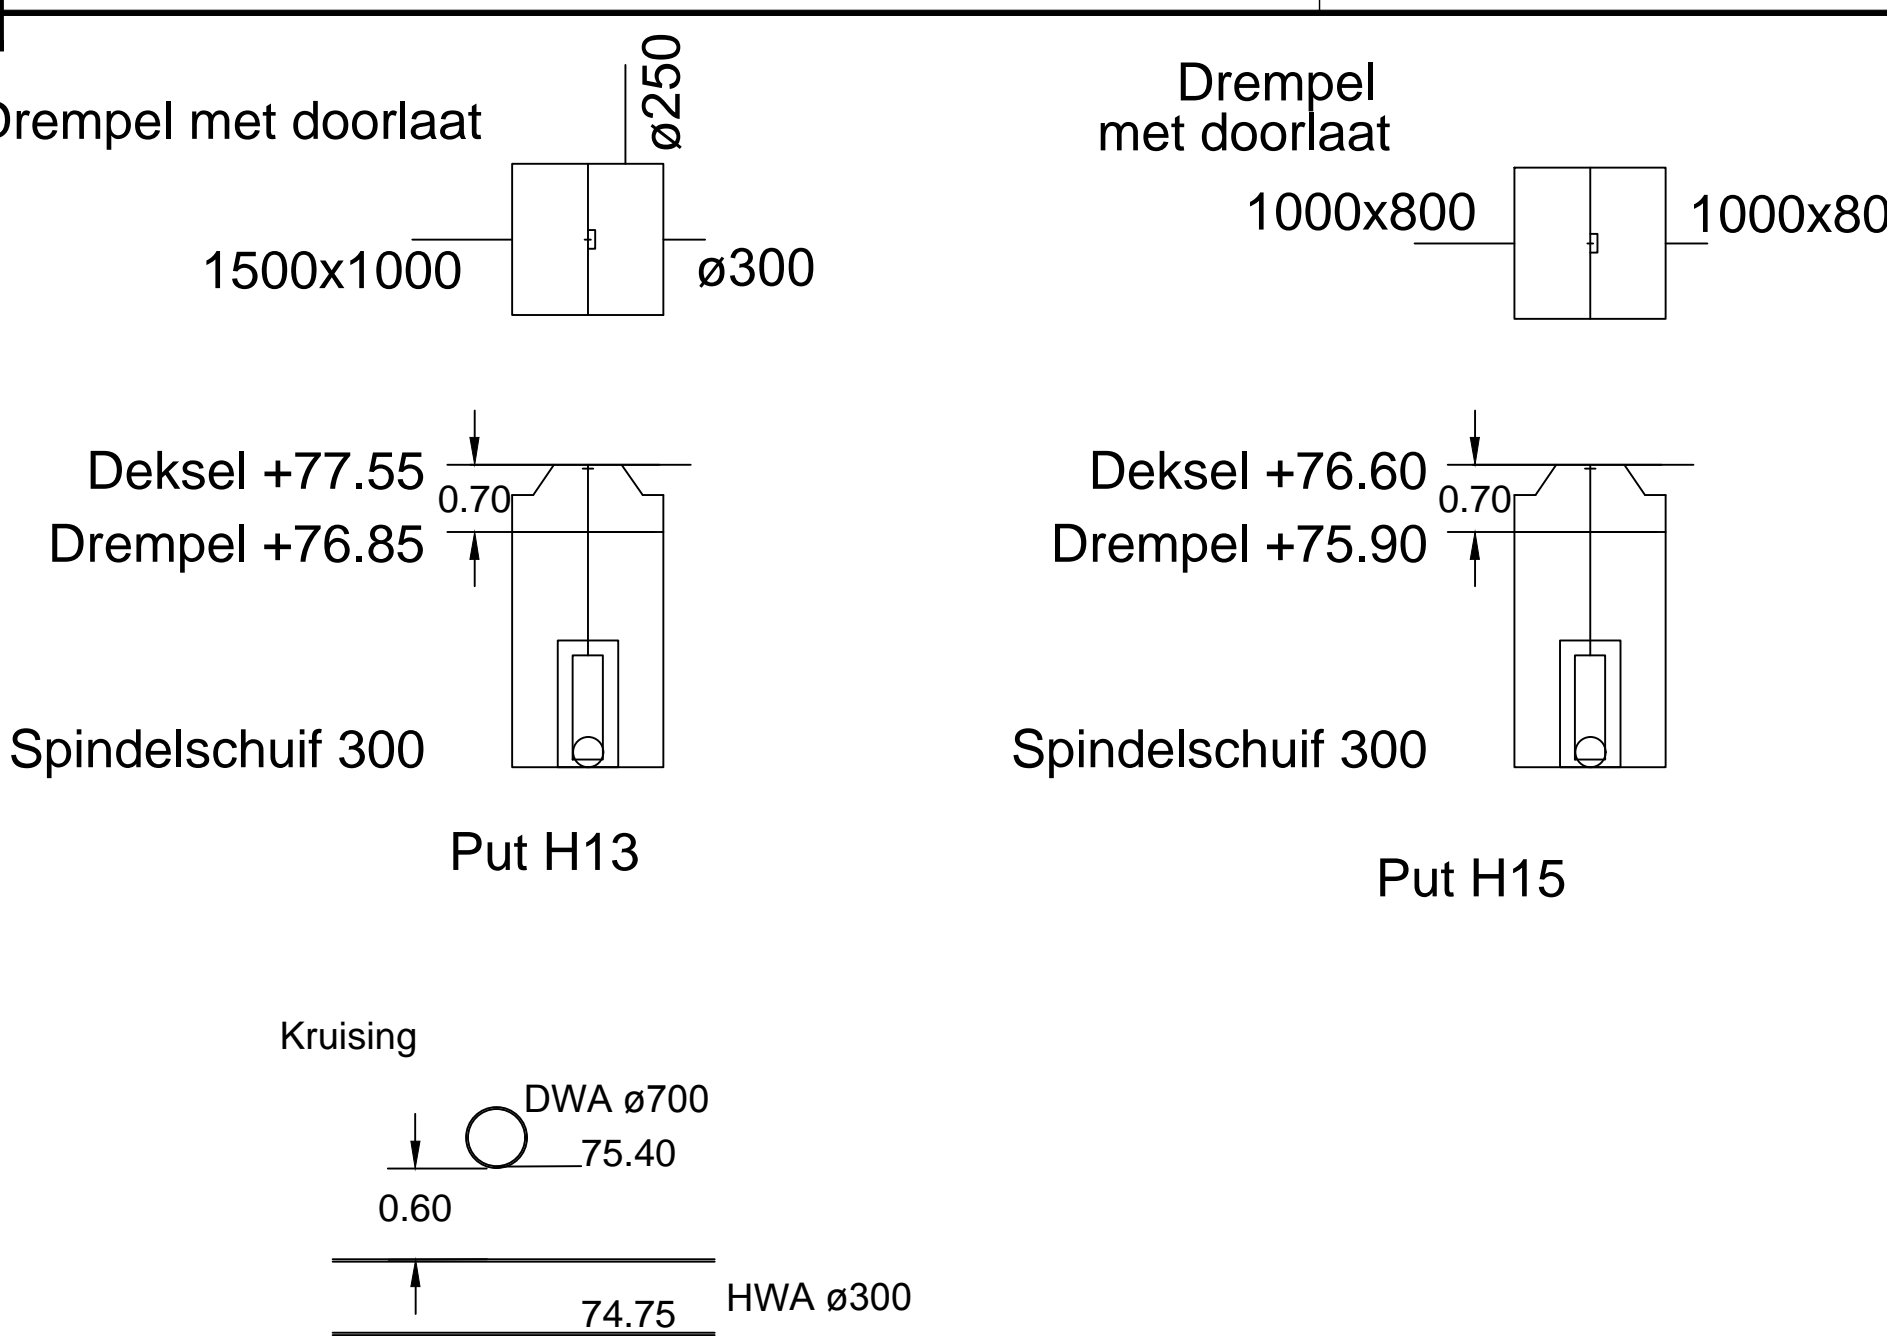 Drempel met doorlaat
ø250
1500x1000
ø300
Deksel +77.55
0.70
Drempel +76.85
Spindelschuif 300
Put H13
Drempel
met doorlaat
1000x800
1000x80
Deksel +76.60
0.70
Drempel +75.90
Spindelschuif 300
Put H15
Kruising
DWA ø700
75.40
0.60
HWA ø300
74.75